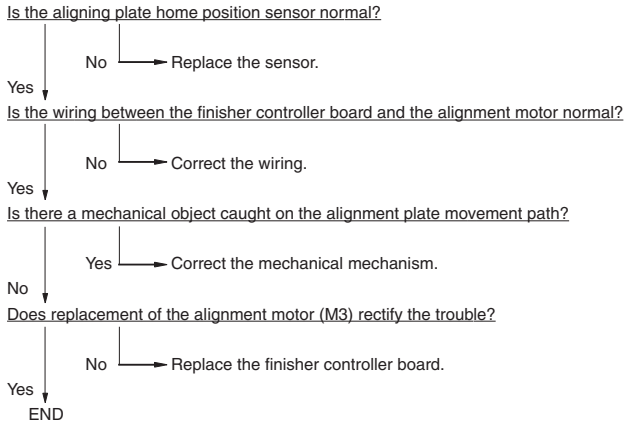 Is the aligning plate home position sensor normal?
No Replace the sensor.
Yes
Is the wiring between the finisher controller board and the alignment motor normal?
No Correct the wiring.
Yes
Is there a mechanical object caught on the alignment plate movement path?
Yes Correct the mechanical mechanism.
No
Does replacement of the alignment motor (M3) rectify the trouble?
No Replace the finisher controller board.
Yes
END